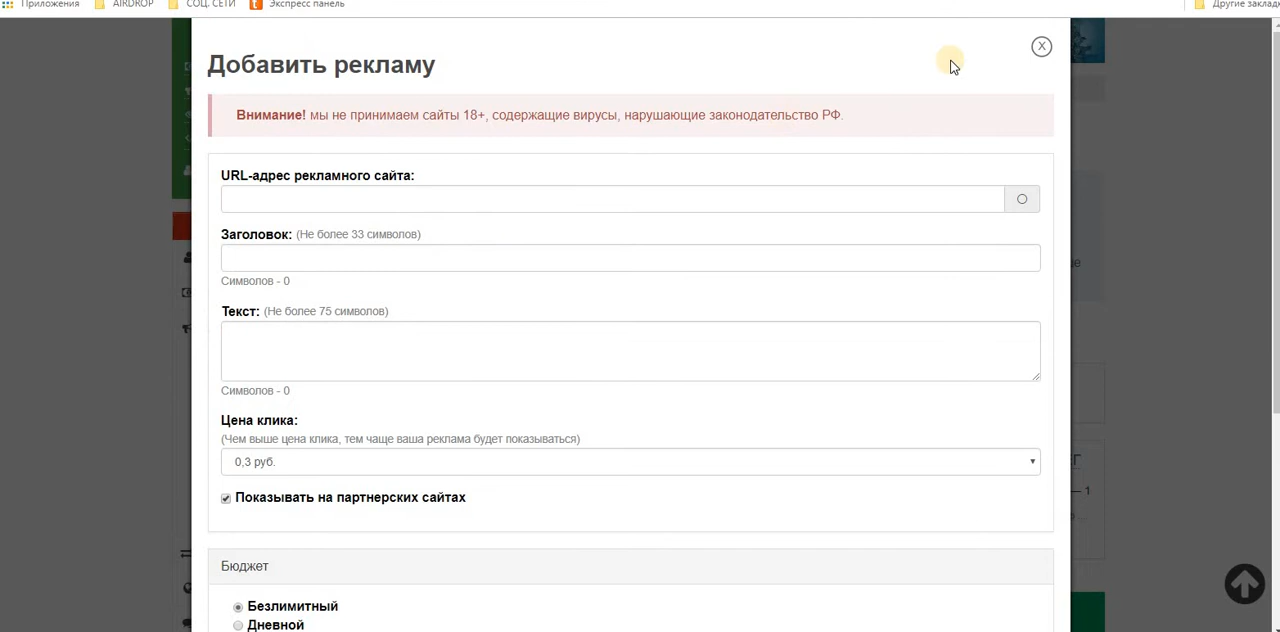 Приложения AIRDROP СОЦ. СЕТИ Экспресс панель
Добавить рекламу
X
Внимание! мы не принимаем сайты 18+, содержащие вирусы, нарушающие законодательство РФ.
URL-адрес рекламного сайта:
Заголовок: (Не более 33 символов)
Символов - 0
Текст: (Не более 75 символов)
Символов - 0
Цена клика:
(Чем выше цена клика, тем чаще ваша реклама будет показываться)
0,3 руб.
Показывать на партнерских сайтах
— 1
Бюджет
Безлимитный
Дневной